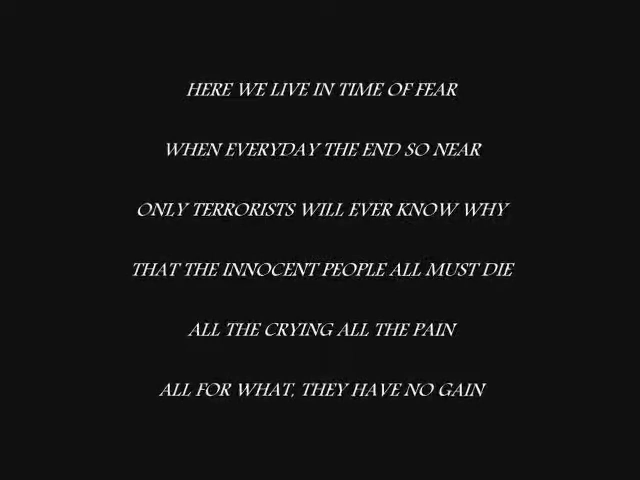 HERE WE LIVE IN TIME OF FEAR
WHEN EVERYDAY THE END SO NEAR
ONLY TERRORISTS WILL EVER KNOW WHY
THAT THE INNOCENT PEOPLE ALL MUST DIE
ALL THE CRYING ALL THE PAIN
ALL FOR WHAT, THEY HAVE NO GAIN